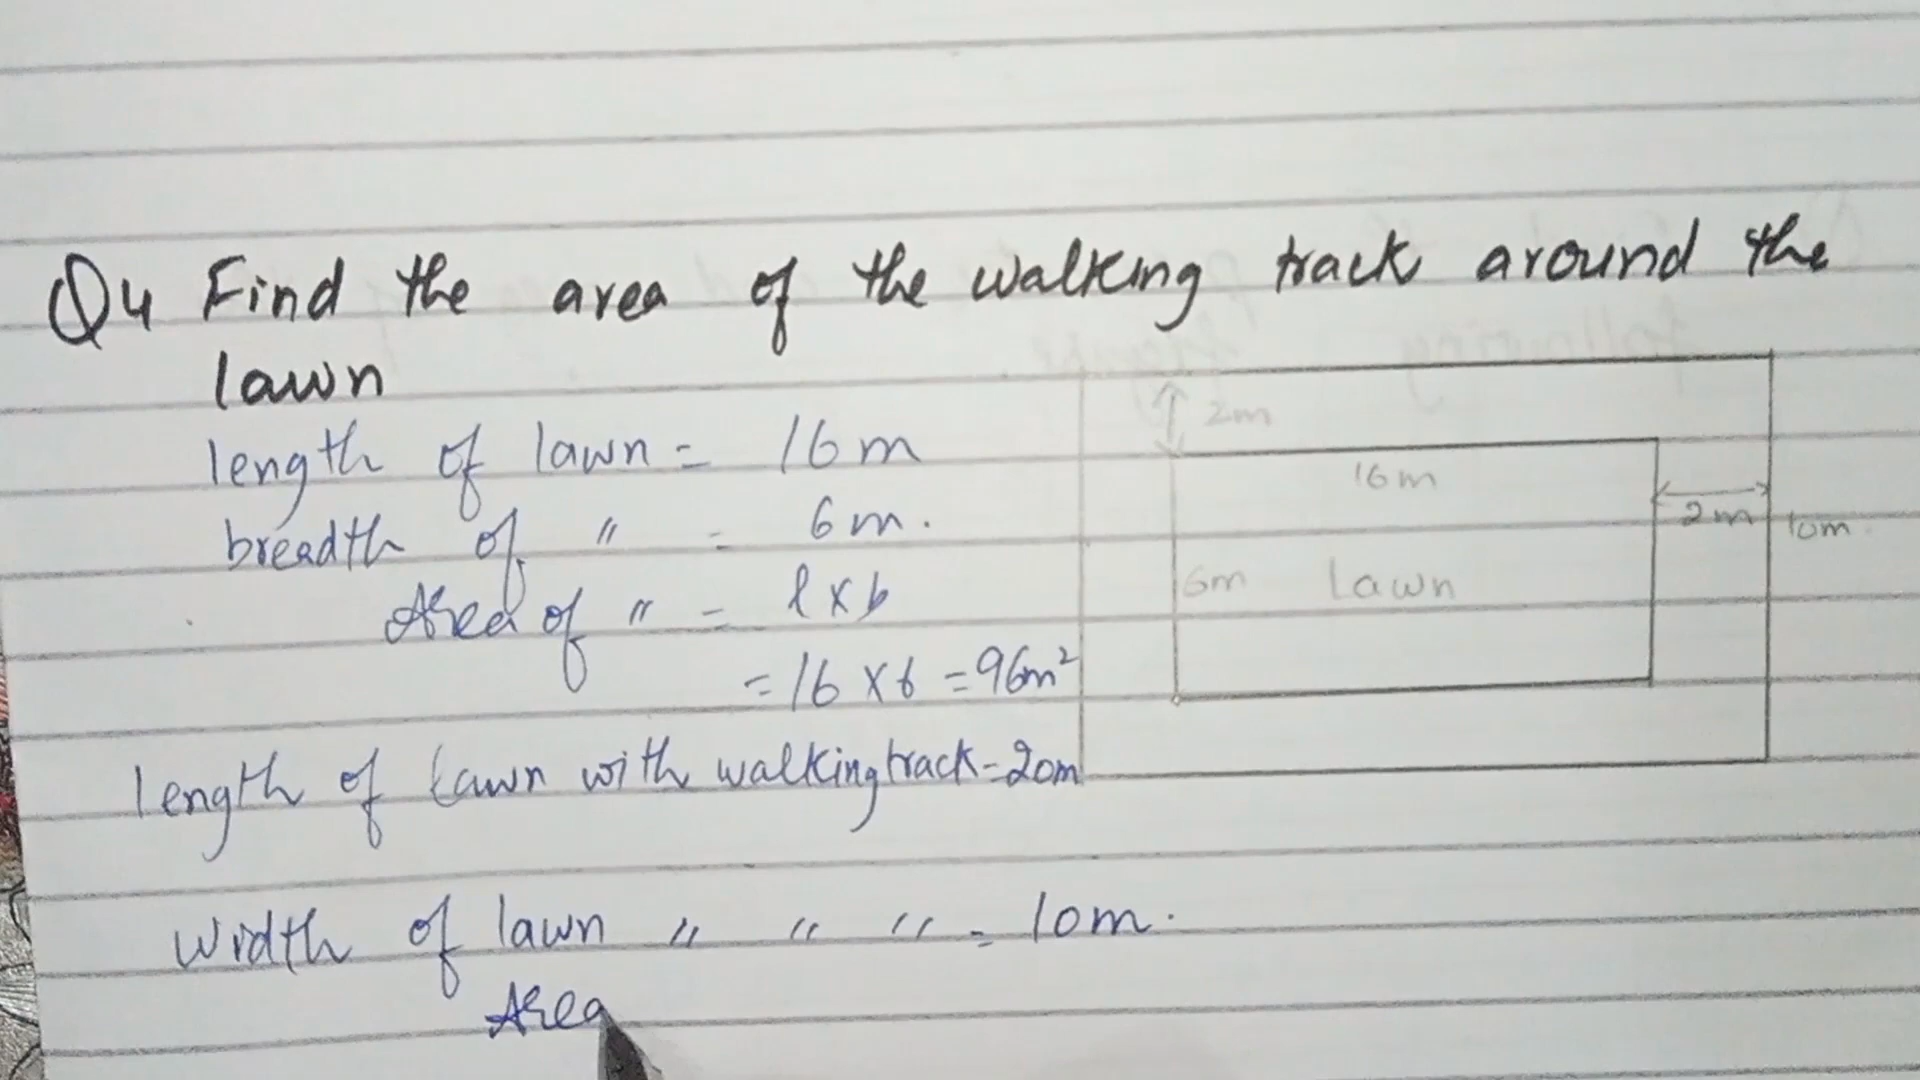 Q4 Find the area of the walking track around the
lawn
length of lawn = 16 m
breadth of " = 6 m.
Area of " = l x b
= 16 x 6 = 96m²
length of lawn with walking track = 20m
width of lawn " " " = 10m.
Area
2m
16m
2m
10m.
6m Lawn